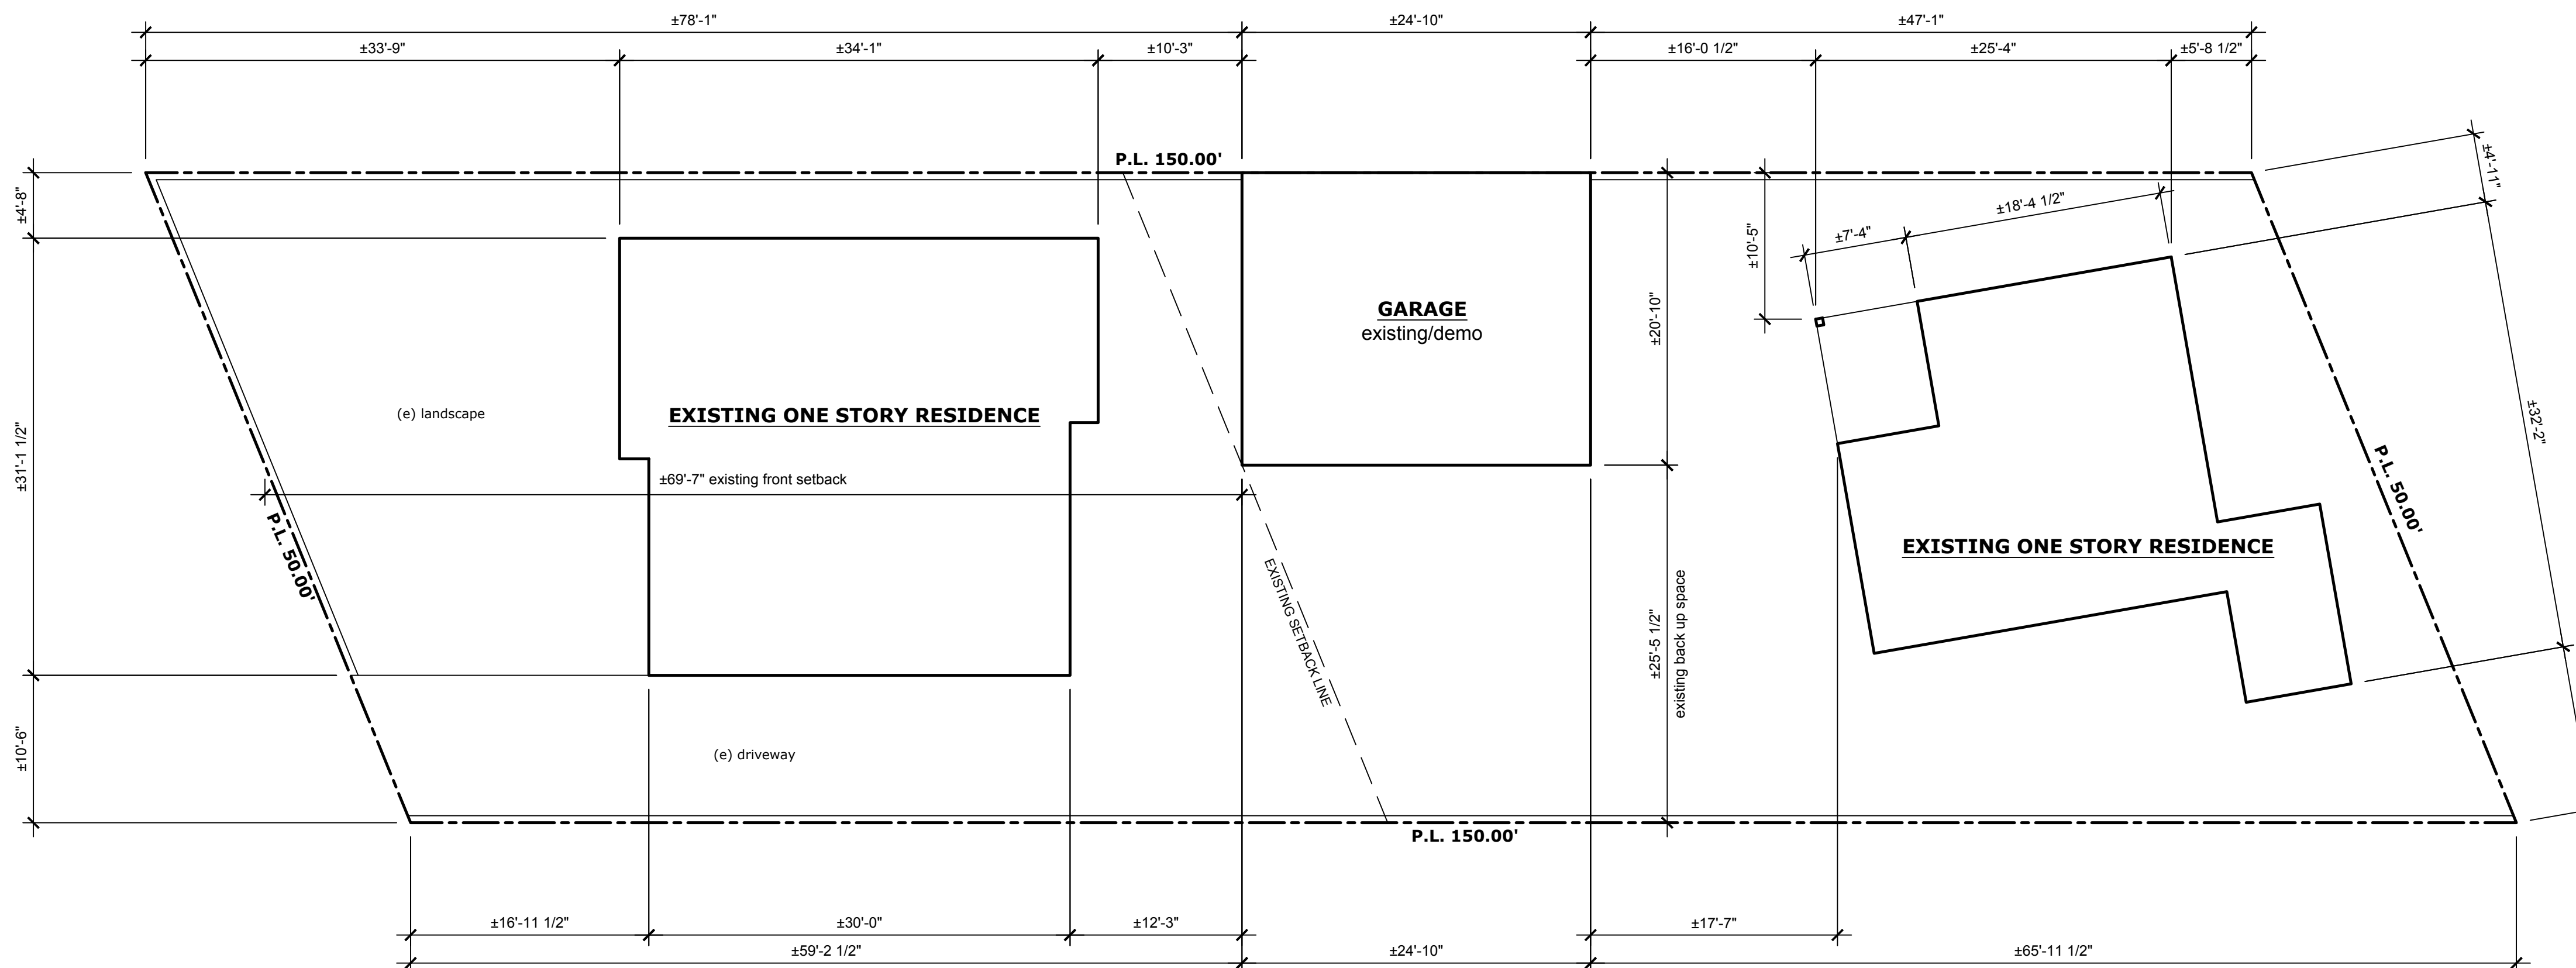 ±78'-1"
±24'-10"
±47'-1"
±33'-9"
±34'-1"
±10'-3"
±16'-0 1/2"
±25'-4"
±5'-8 1/2"
P.L. 150.00'
±4'-11"
±4'-8"
±18'-4 1/2"
±7'-4"
±10'-5"
GARAGE
existing/demo
±20'-10"
EXISTING ONE STORY RESIDENCE
(e) landscape
±32'-2"
±31'-1 1/2"
±69'-7" existing front setback
P.L. 50.00'
P.L. 50.00'
EXISTING ONE STORY RESIDENCE
EXISTING SETBACK LINE
±25'-5 1/2"
existing back up space
(e) driveway
±10'-6"
P.L. 150.00'
±16'-11 1/2"
±30'-0"
±12'-3"
±17'-7"
±59'-2 1/2"
±24'-10"
±65'-11 1/2"